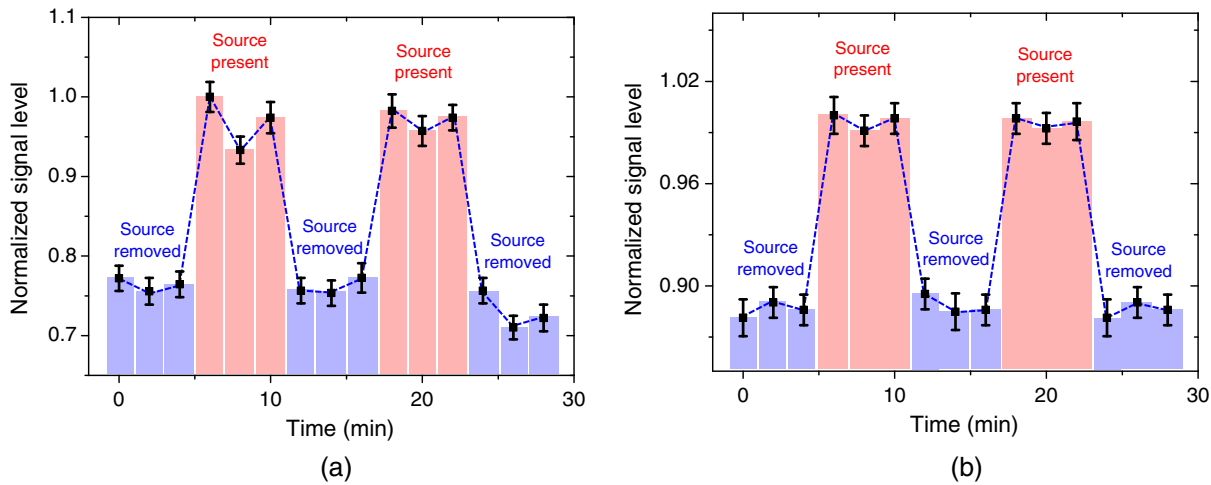 1.1
1.0
0.9
0.8
0.7
Normalized signal level
Source
present
Source
present
Source
removed
Source
removed
Source
removed
0
10
20
30
Time (min)
(a)
1.02
0.96
0.90
Normalized signal level
Source
present
Source
present
Source
removed
Source
removed
Source
removed
0
10
20
30
Time (min)
(b)